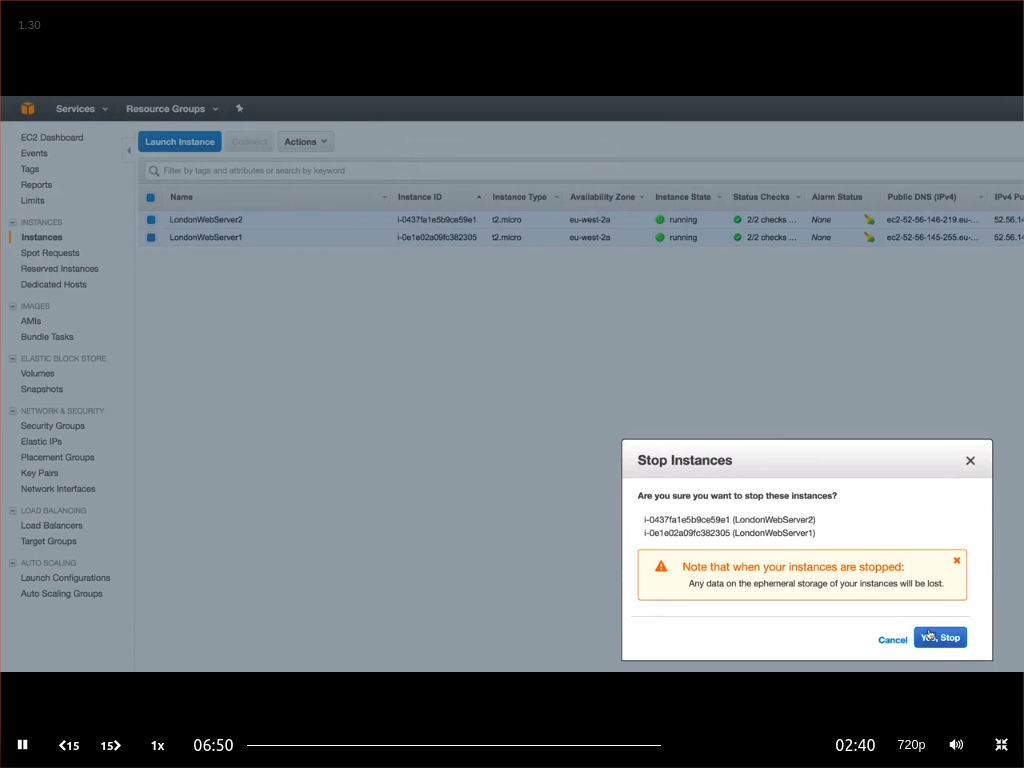 1.30
Services Resource Groups
EC2 Dashboard
Events
Tags
Reports
Limits
INSTANCES
Instances
Spot Requests
Reserved Instances
Dedicated Hosts
IMAGES
AMIs
Bundle Tasks
ELASTIC BLOCK STORE
Volumes
Snapshots
NETWORK & SECURITY
Security Groups
Elastic IPs
Placement Groups
Key Pairs
Network Interfaces
LOAD BALANCING
Load Balancers
Target Groups
AUTO SCALING
Launch Configurations
Auto Scaling Groups
Launch Instance Connect Actions
Filter by tags and attributes or search by keyword
Name Instance ID Instance Type Availability Zone Instance State Status Checks Alarm Status Public DNS (IPv4) IPv4 Pu
LondonWebServer2 i-0437fa1e5b9ce59e1 t2.micro eu-west-2a running 2/2 checks ... None ec2-52-56-146-219.eu-... 52.56.14
LondonWebServer1 i-0e1e02a09fc382305 t2.micro eu-west-2a running 2/2 checks ... None ec2-52-56-145-255.eu-... 52.56.14
Stop Instances
Are you sure you want to stop these instances?
i-0437fa1e5b9ce59e1 (LondonWebServer2)
i-0e1e02a09fc382305 (LondonWebServer1)
Note that when your instances are stopped:
Any data on the ephemeral storage of your instances will be lost.
Cancel Yes, Stop
15 15 1x 06:50 02:40 720p